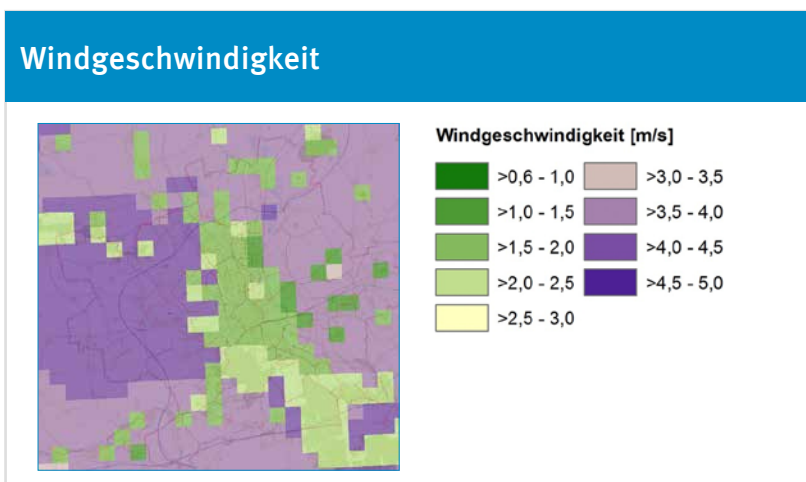 Windgeschwindigkeit
Windgeschwindigkeit [m/s]
>0,6 - 1,0 >3,0 - 3,5
>1,0 - 1,5 >3,5 - 4,0
>1,5 - 2,0 >4,0 - 4,5
>2,0 - 2,5 >4,5 - 5,0
>2,5 - 3,0